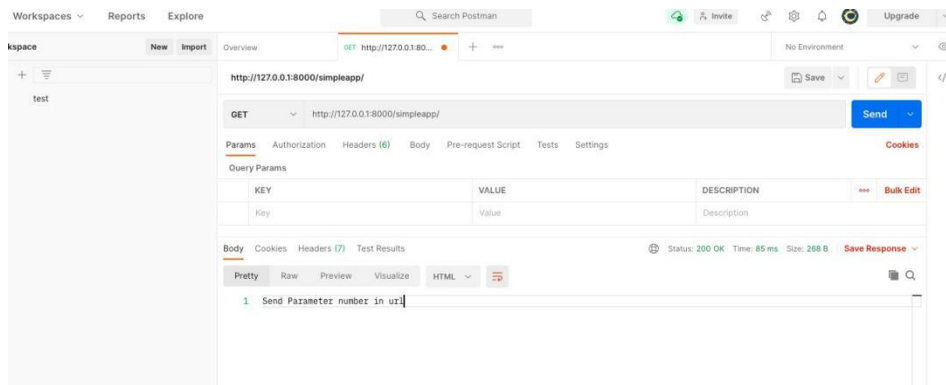 Workspaces Reports Explore Search Postman Invite Upgrade
kspace New Import Overview GET http://127.0.0.1:80... No Environment
http://127.0.0.1:8000/simpleapp/ Save
test
GET http://127.0.0.1:8000/simpleapp/ Send
Params Authorization Headers (6) Body Pre-request Script Tests Settings Cookies
Query Params
KEY VALUE DESCRIPTION Bulk Edit
Key Value Description
Body Cookies Headers (7) Test Results Status: 200 OK Time: 85 ms Size: 268 B Save Response
Pretty Raw Preview Visualize HTML
1 Send Parameter number in url